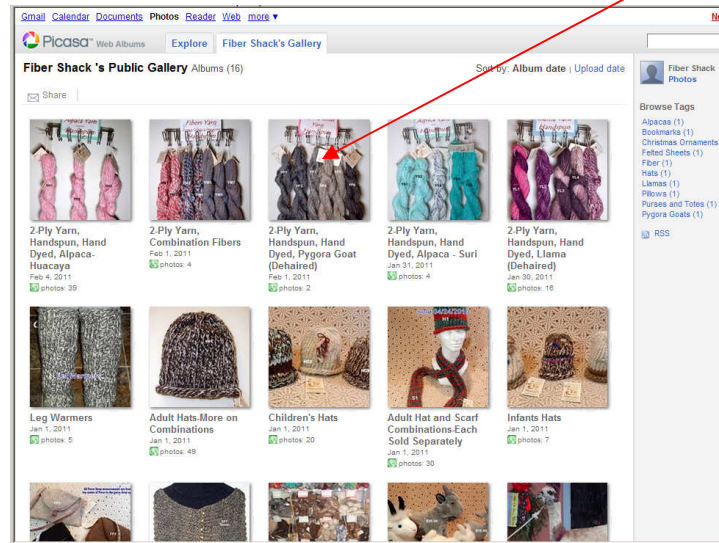 Gmail Calendar Documents Photos Reader Web more ▼
Picasa™ Web Albums
Explore
Fiber Shack's Gallery
Fiber Shack 's Public Gallery Albums (16)
Sort by: Album date | Upload date
Share
2-Ply Yarn,
Handspun, Hand
Dyed, Alpaca-
Huacaya
Feb 4, 2011
photos: 39
2-Ply Yarn,
Combination Fibers
Feb 1, 2011
photos: 4
2-Ply Yarn,
Handspun, Hand
Dyed, Pygora Goat
(Dehaired)
Feb 1, 2011
photos: 2
2-Ply Yarn,
Handspun, Hand
Dyed, Alpaca - Suri
Jan 31, 2011
photos: 4
2-Ply Yarn,
Handspun, Hand
Dyed, Llama
(Dehaired)
Jan 30, 2011
photos: 16
Leg Warmers
Jan 1, 2011
photos: 5
Adult Hats-More on
Combinations
Jan 1, 2011
photos: 49
Children's Hats
Jan 1, 2011
photos: 20
Adult Hat and Scarf
Combinations-Each
Sold Separately
Jan 1, 2011
photos: 30
Infants Hats
Jan 1, 2011
photos: 7
Fiber Shack
Photos
Browse Tags
Alpacas (1)
Bookmarks (1)
Christmas Ornaments
Felted Sheets (1)
Fiber (1)
Hats (1)
Llamas (1)
Pillows (1)
Purses and Totes (1)
Pygora Goats (1)
RSS